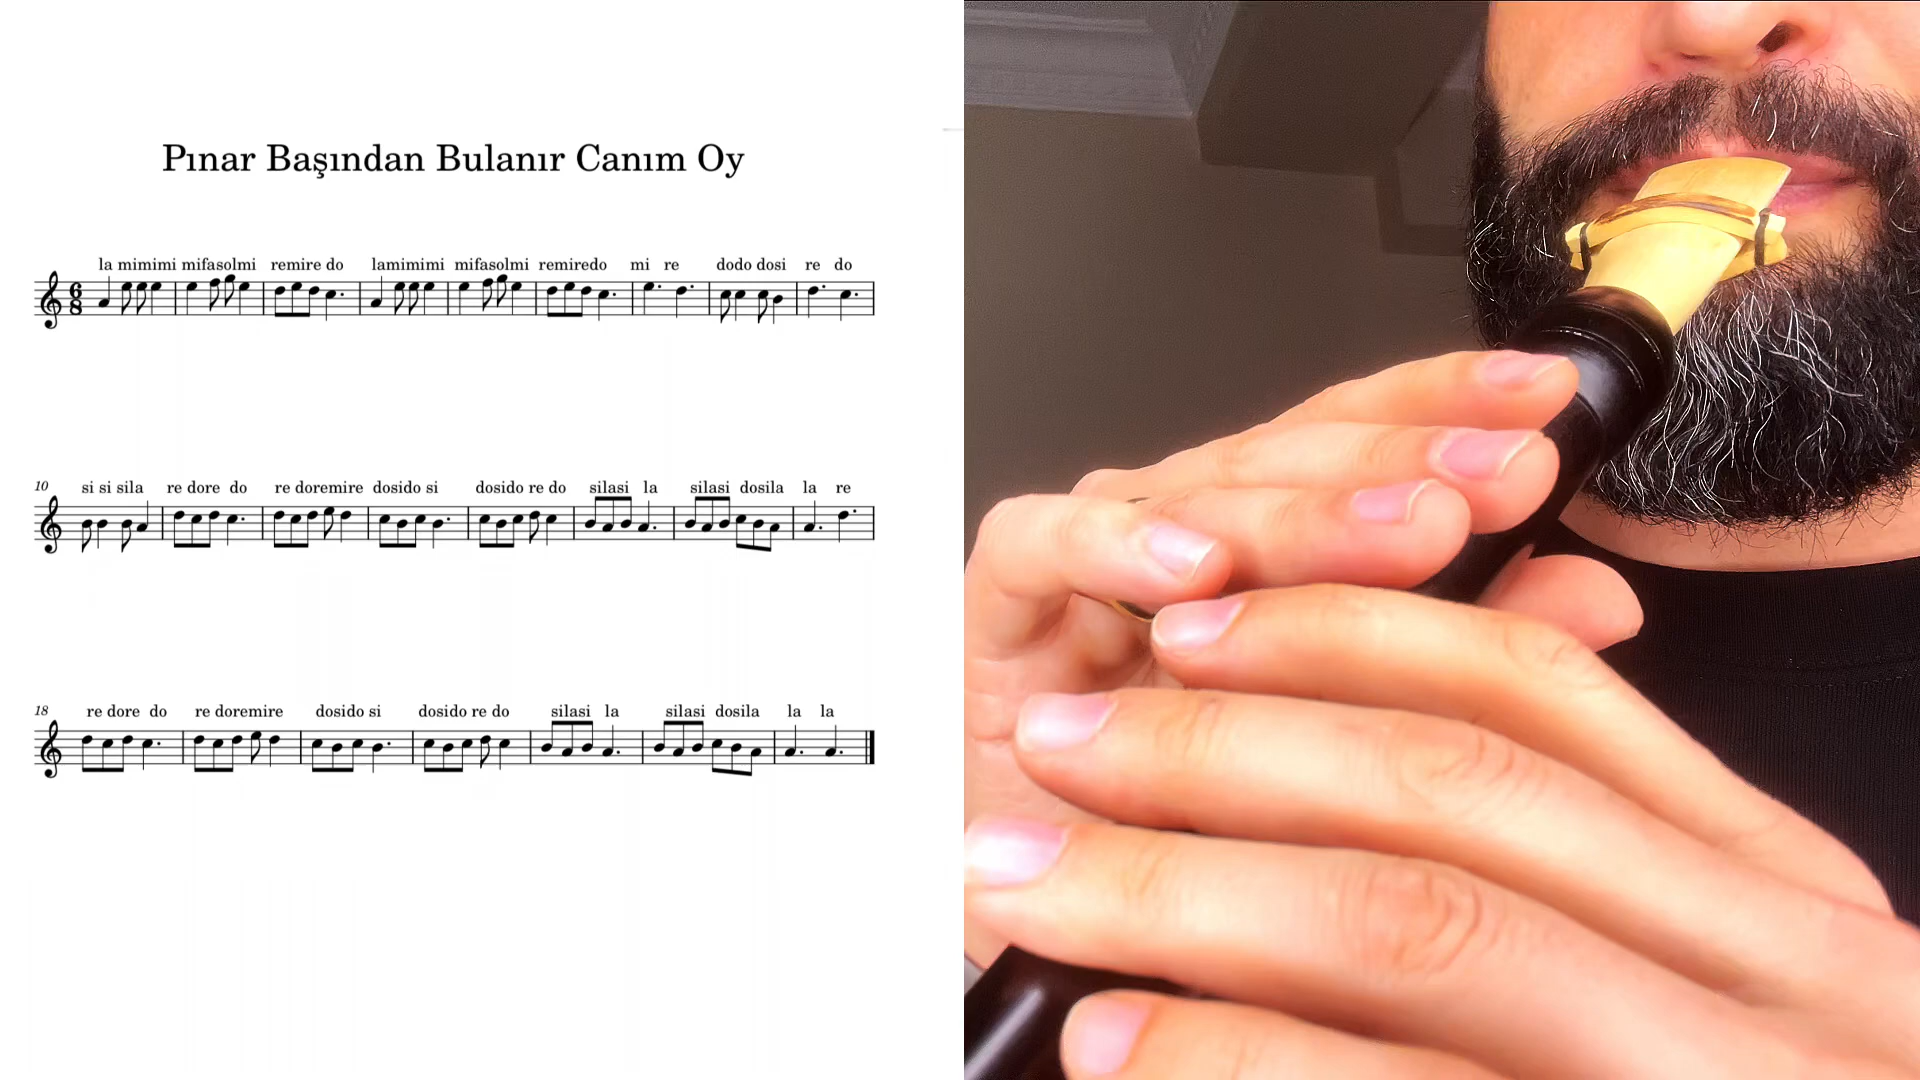 Pınar Başından Bulanır Canım Oy
la mimimi mifasolmi remire do lamimimi mifasolmi remiredo mi re dodo dosi re do
6
8
10 si si sila re dore do re doremire dosido si dosido re do silasi la silasi dosila la re
18 re dore do re doremire dosido si dosido re do silasi la silasi dosila la la